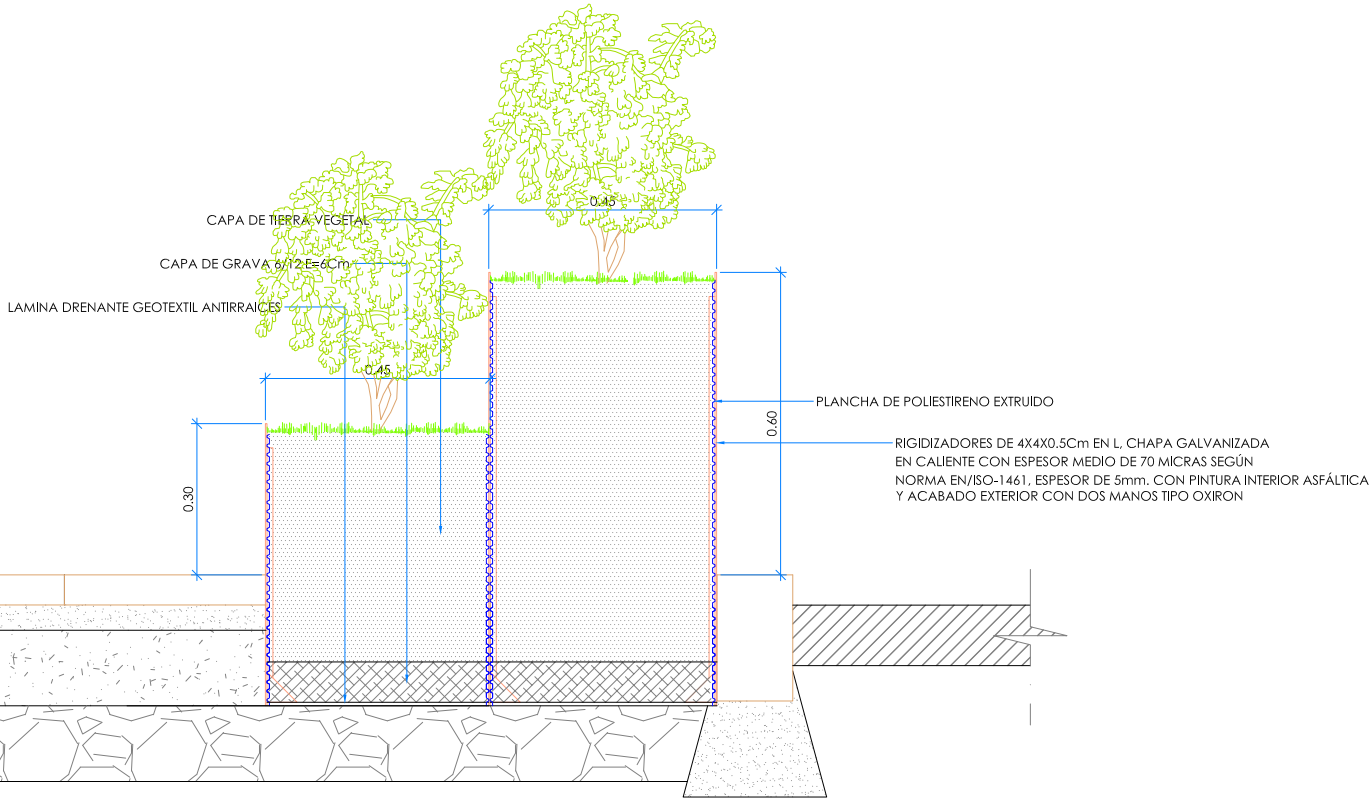 0.45
CAPA DE TIERRA VEGETAL
CAPA DE GRAVA 6/12 E=6Cm
LAMINA DRENANTE GEOTEXTIL ANTIRRAICES
0.45
PLANCHA DE POLIESTIRENO EXTRUIDO
0.60
RIGIDIZADORES DE 4X4X0.5Cm EN L, CHAPA GALVANIZADA
EN CALIENTE CON ESPESOR MEDIO DE 70 MICRAS SEGÚN
NORMA EN/ISO-1461, ESPESOR DE 5mm. CON PINTURA INTERIOR ASFÁLTICA
Y ACABADO EXTERIOR CON DOS MANOS TIPO OXIRON
0.30